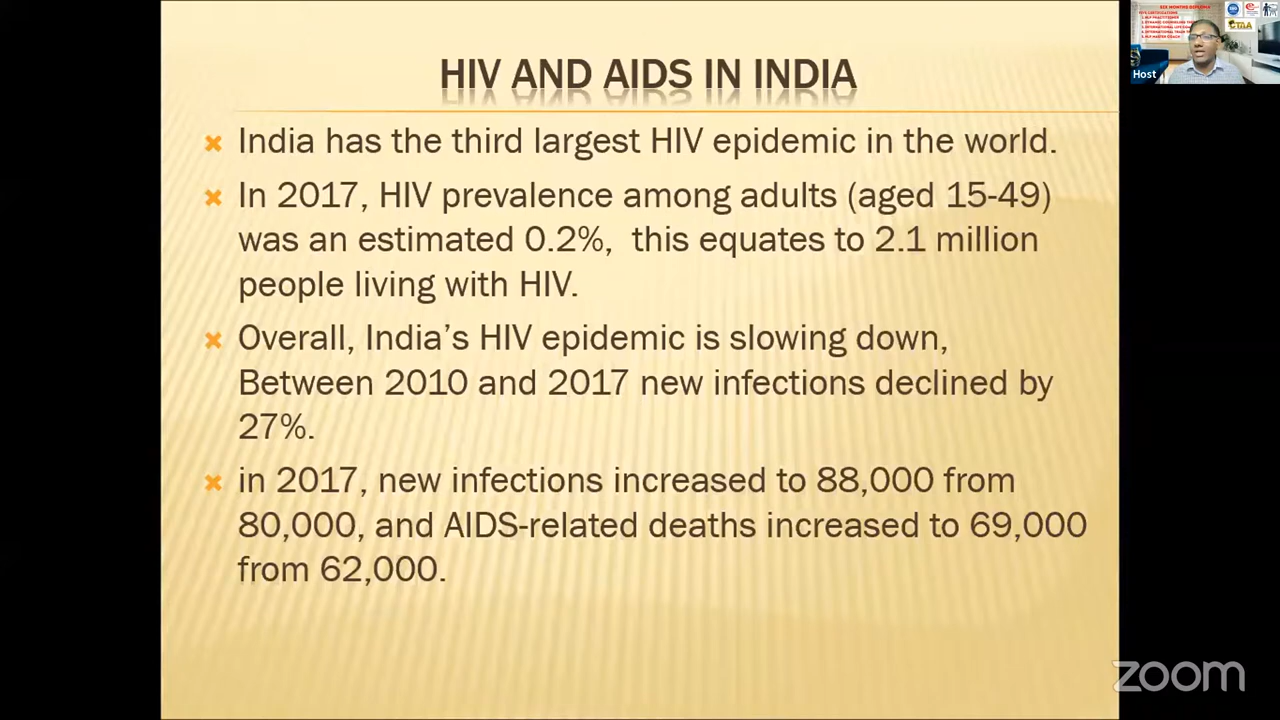 HIV AND AIDS IN INDIA
India has the third largest HIV epidemic in the world.
In 2017, HIV prevalence among adults (aged 15-49)
was an estimated 0.2%, this equates to 2.1 million
people living with HIV.
Overall, India’s HIV epidemic is slowing down,
Between 2010 and 2017 new infections declined by
27%.
in 2017, new infections increased to 88,000 from
80,000, and AIDS-related deaths increased to 69,000
from 62,000.
SIX MONTHS DIPLOMA
Host
zoom